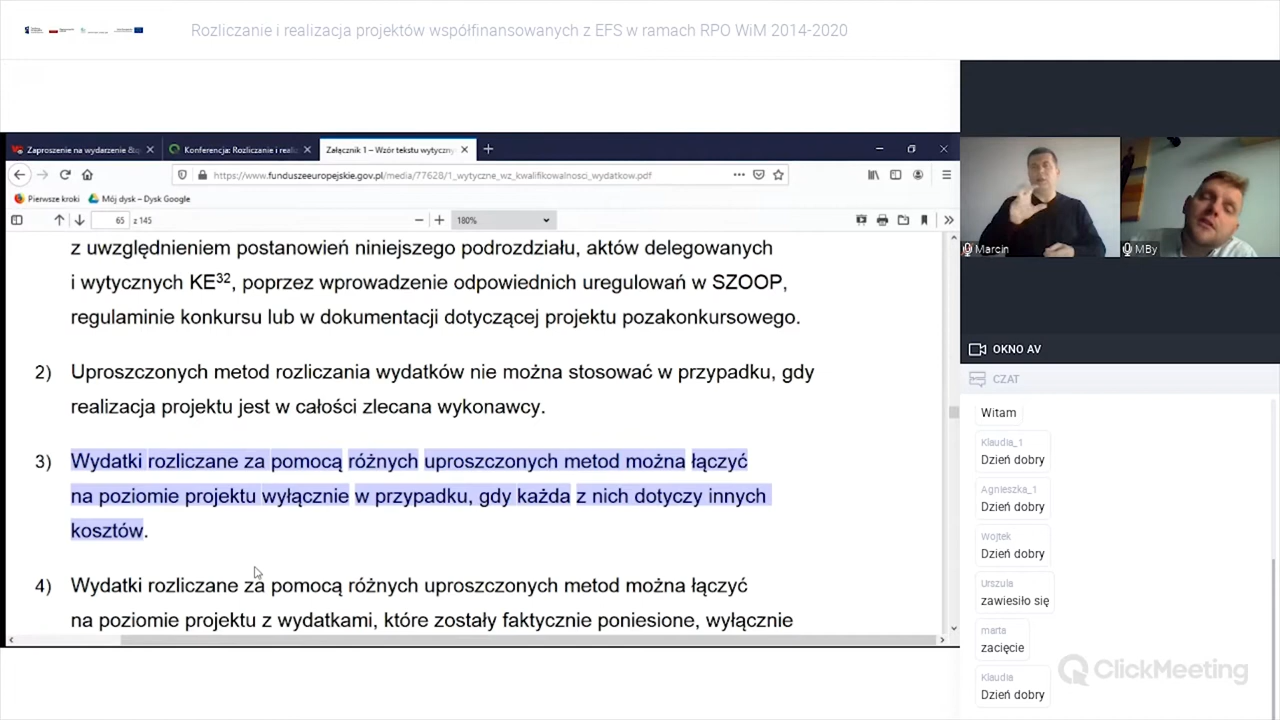 Rozliczanie i realizacja projektów współfinansowanych z EFS w ramach RPO WiM 2014-2020
Zaproszenie na wydarzenie &q
Konferencja: Rozliczanie i reali
Załącznik 1 – Wzór tekstu wytyczny
https://www.funduszeeuropejskie.gov.pl/media/77628/1_wytyczne_wz_kwalifikowalnosci_wydatkow.pdf
Pierwsze kroki
Mój dysk – Dysk Google
65
z 145
180%
z uwzględnieniem postanowień niniejszego podrozdziału, aktów delegowanych
i wytycznych KE32, poprzez wprowadzenie odpowiednich uregulowań w SZOOP,
regulaminie konkursu lub w dokumentacji dotyczącej projektu pozakonkursowego.
2) Uproszczonych metod rozliczania wydatków nie można stosować w przypadku, gdy
realizacja projektu jest w całości zlecana wykonawcy.
3) Wydatki rozliczane za pomocą różnych uproszczonych metod można łączyć
na poziomie projektu wyłącznie w przypadku, gdy każda z nich dotyczy innych
kosztów.
4) Wydatki rozliczane za pomocą różnych uproszczonych metod można łączyć
na poziomie projektu z wydatkami, które zostały faktycznie poniesione, wyłącznie
Marcin
MBy
OKNO AV
CZAT
Witam
Klaudia_1
Dzień dobry
Agnieszka_1
Dzień dobry
Wojtek
Dzień dobry
Urszula
zawiesiło się
marta
zacięcie
Klaudia
Dzień dobry
ClickMeeting